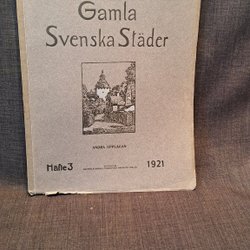 Gamla
Svenska Städer
ANDRA UPPLAGAN
Häfte 3
1921